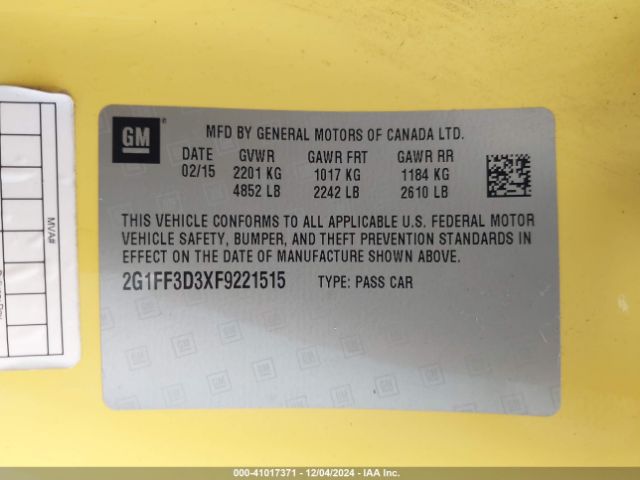 GM
®
MFD BY GENERAL MOTORS OF CANADA LTD.
DATE GVWR GAWR FRT GAWR RR
02/15 2201 KG 1017 KG 1184 KG
4852 LB 2242 LB 2610 LB
THIS VEHICLE CONFORMS TO ALL APPLICABLE U.S. FEDERAL MOTOR
VEHICLE SAFETY, BUMPER, AND THEFT PREVENTION STANDARDS IN
EFFECT ON THE DATE OF MANUFACTURE SHOWN ABOVE.
2G1FF3D3XF9221515 TYPE: PASS CAR
MVA#
© - 41017371 - 12/04/2024 - IAA Inc.